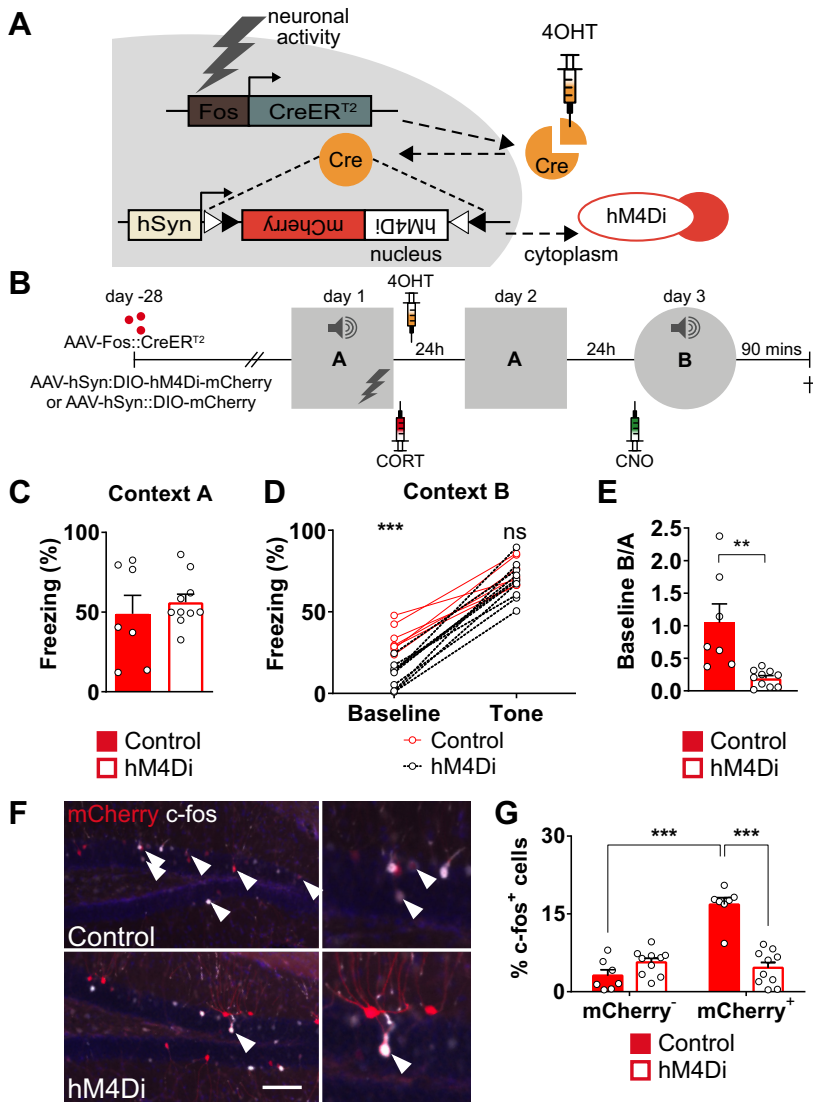 A
neuronal
activity
4OHT
Fos
CreERT2
Cre
Cre
hSyn
mCherry
hM4Di
nucleus
cytoplasm
hM4Di
B
day -28
AAV-Fos::CreERT2
AAV-hSyn:DIO-hM4Di-mCherry
or AAV-hSyn::DIO-mCherry
day 1
A
4OHT
24h
CORT
day 2
A
24h
CNO
day 3
B
90 mins
C
Context A
Freezing (%)
100
50
0
Control
hM4Di
D
Context B
***
ns
Freezing (%)
100
50
0
Baseline
Tone
Control
hM4Di
E
**
Baseline B/A
2.5
2.0
1.5
1.0
0.5
0.0
Control
hM4Di
F
mCherry c-fos
Control
hM4Di
G
***
***
% c-fos+ cells
30
15
0
mCherry-
mCherry+
Control
hM4Di